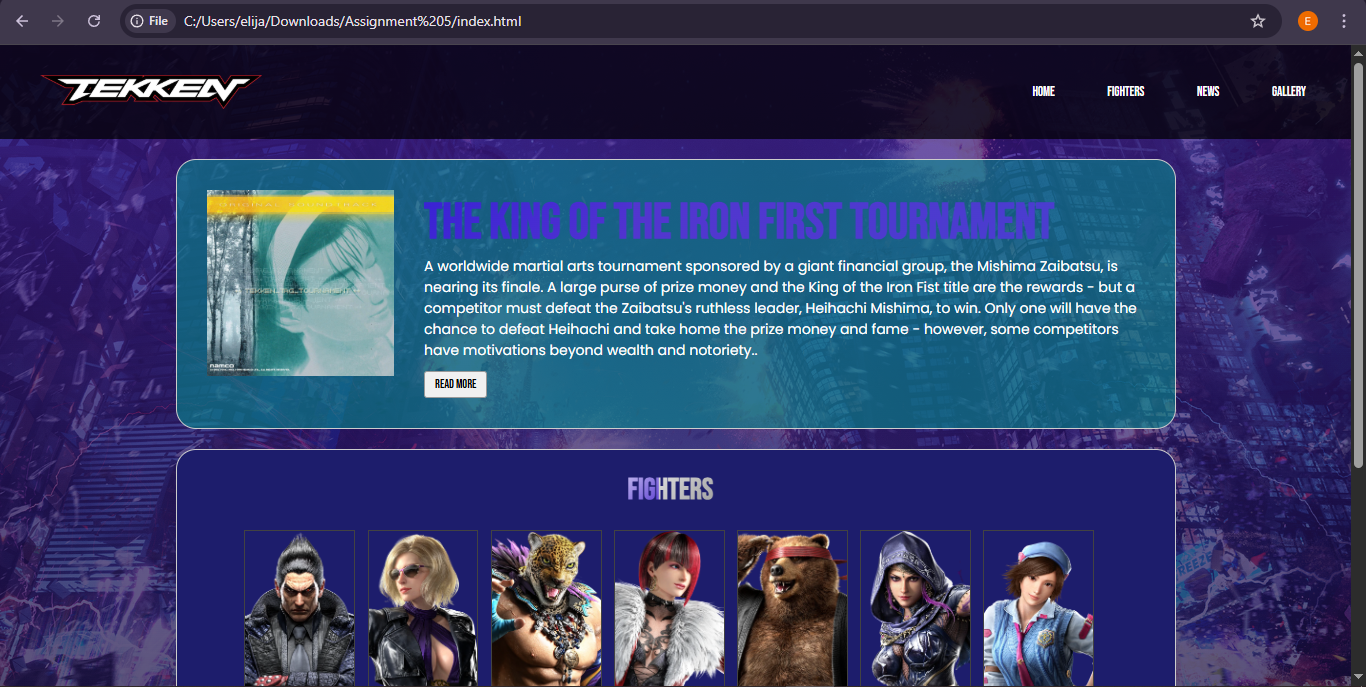 File
C:/Users/elija/Downloads/Assignment%205/index.html
E
TEKKEN
HOME
FIGHTERS
NEWS
GALLERY
TEKKEN_TAG_TOURNAMENT
namco
THE KING OF THE IRON FIRST TOURNAMENT
A worldwide martial arts tournament sponsored by a giant financial group, the Mishima Zaibatsu, is
nearing its finale. A large purse of prize money and the King of the Iron Fist title are the rewards - but a
competitor must defeat the Zaibatsu's ruthless leader, Heihachi Mishima, to win. Only one will have the
chance to defeat Heihachi and take home the prize money and fame - however, some competitors
have motivations beyond wealth and notoriety..
READ MORE
FIGHTERS